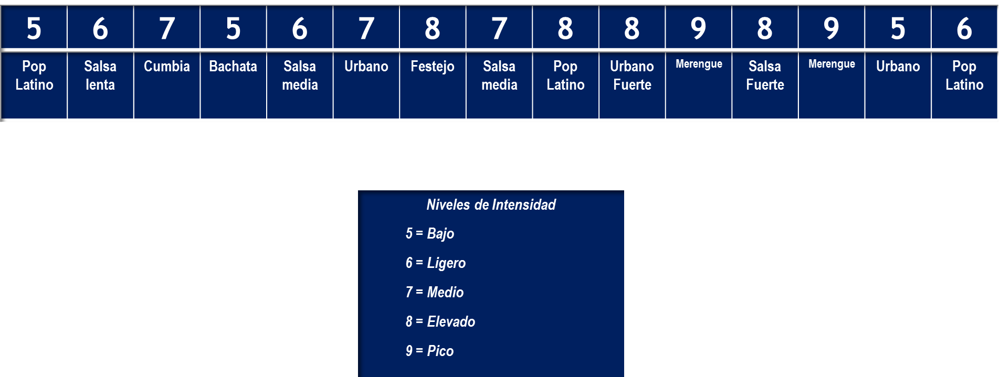 5 6 7 5 6 7 8 7 8 8 9 8 9 5 6
Pop Salsa Cumbia Bachata Salsa Urbano Festejo Salsa Pop Urbano Merengue Salsa Merengue Urbano Pop
Latino lenta media media Latino Fuerte Fuerte Latino
Niveles de Intensidad
5 = Bajo
6 = Ligero
7 = Medio
8 = Elevado
9 = Pico